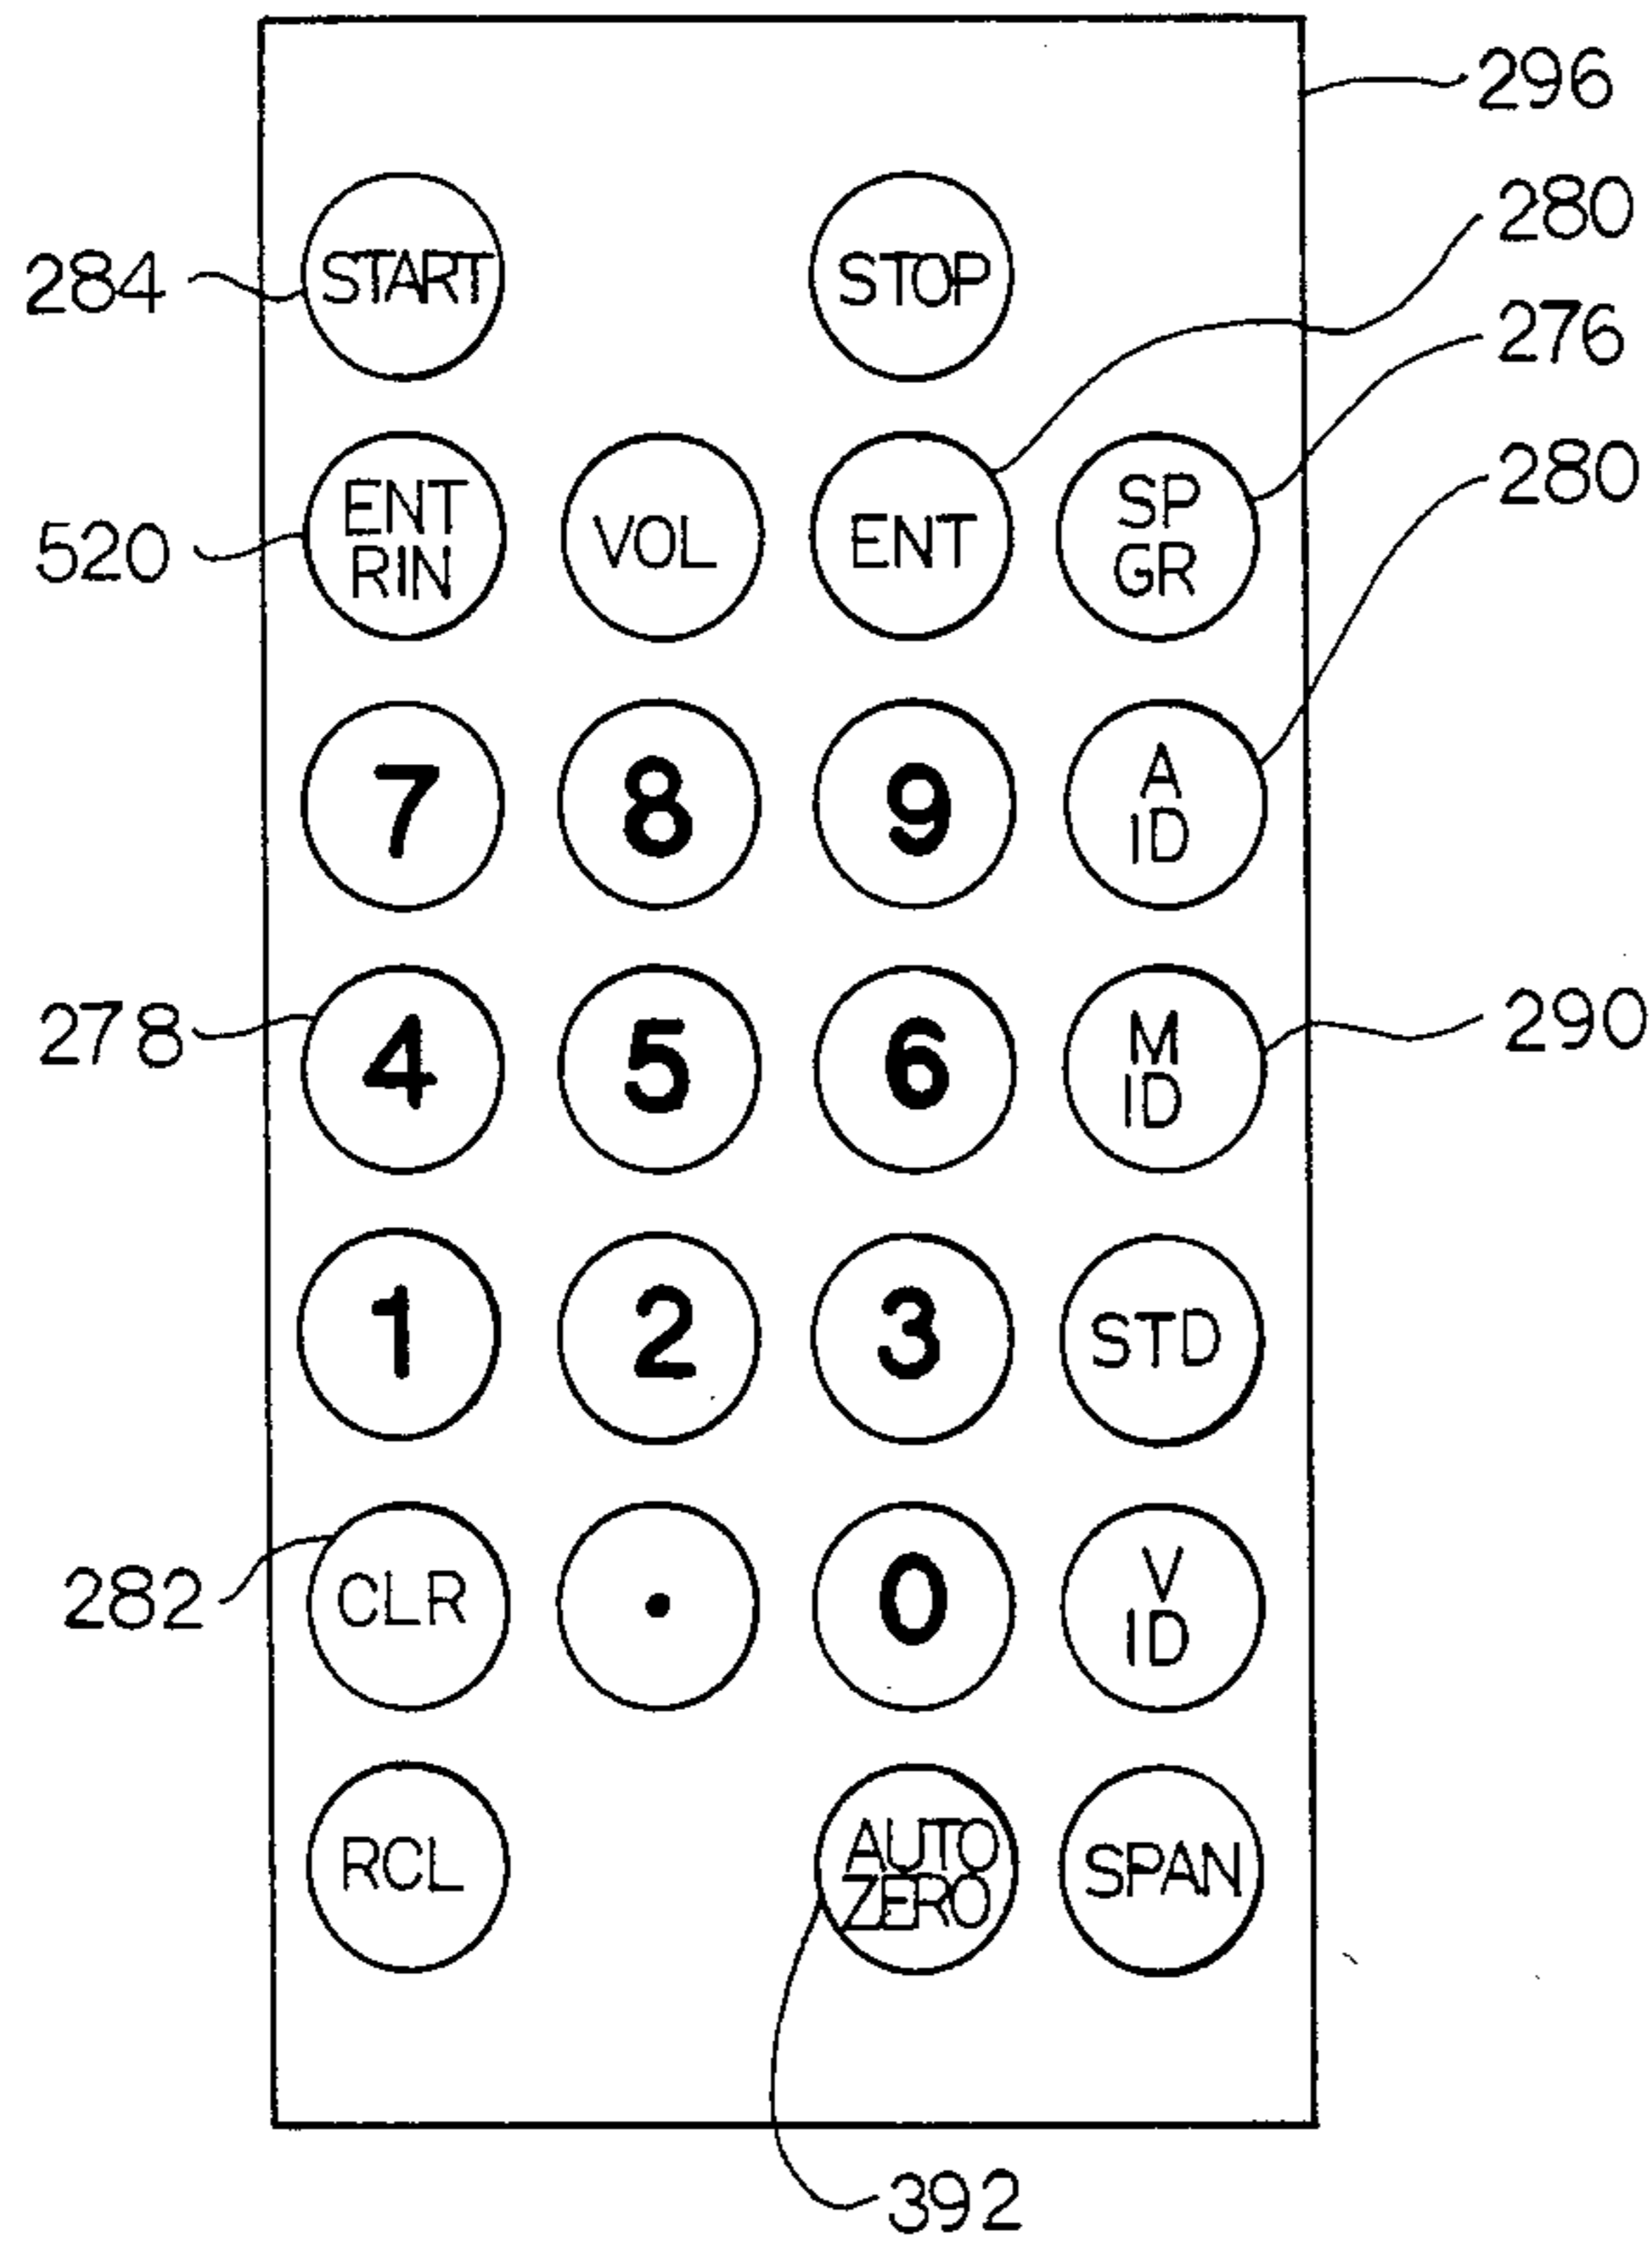 296
280
284 START STOP
276
280
520 ENT
RIN VOL ENT SP
GR
7 8 9 A
ID
278 4 5 6 M
ID 290
1 2 3 STD
282 CLR . 0 V
ID
RCL AUTO
ZERO SPAN
392